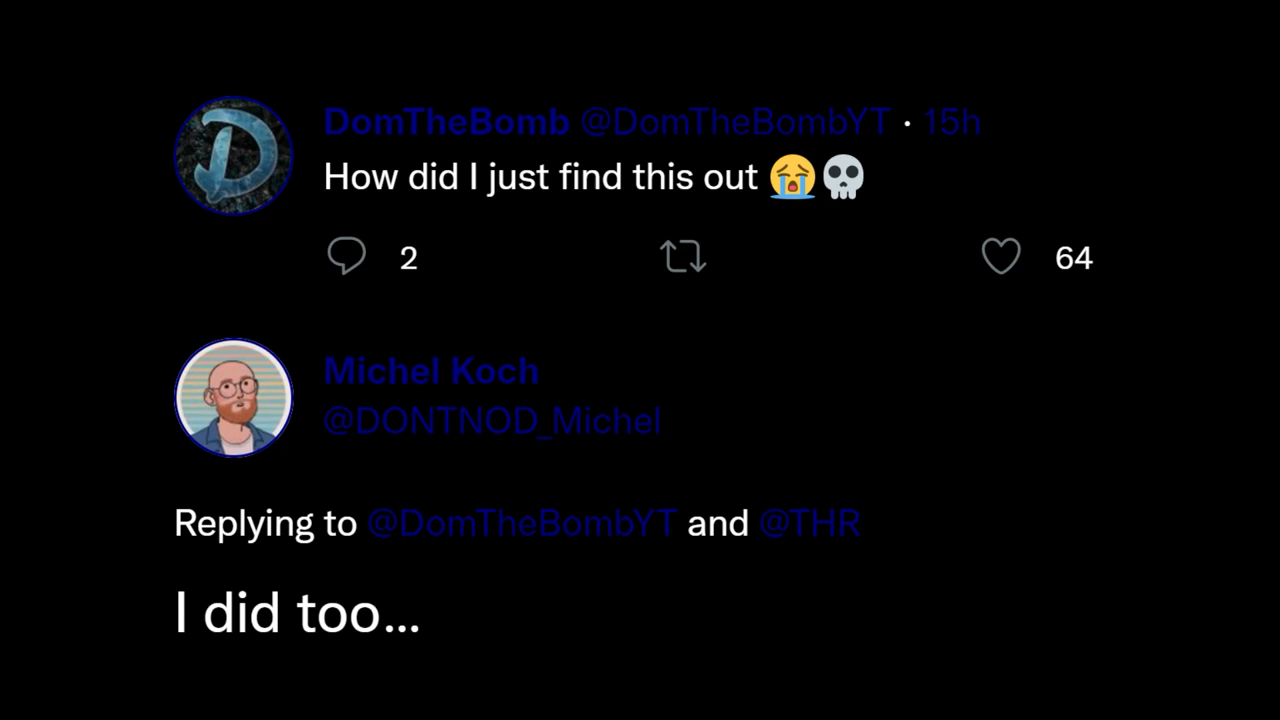 DomTheBomb @DomTheBombYT · 15h
How did I just find this out 😭💀
2 64
Michel Koch
@DONTNOD_Michel
Replying to @DomTheBombYT and @THR
I did too...